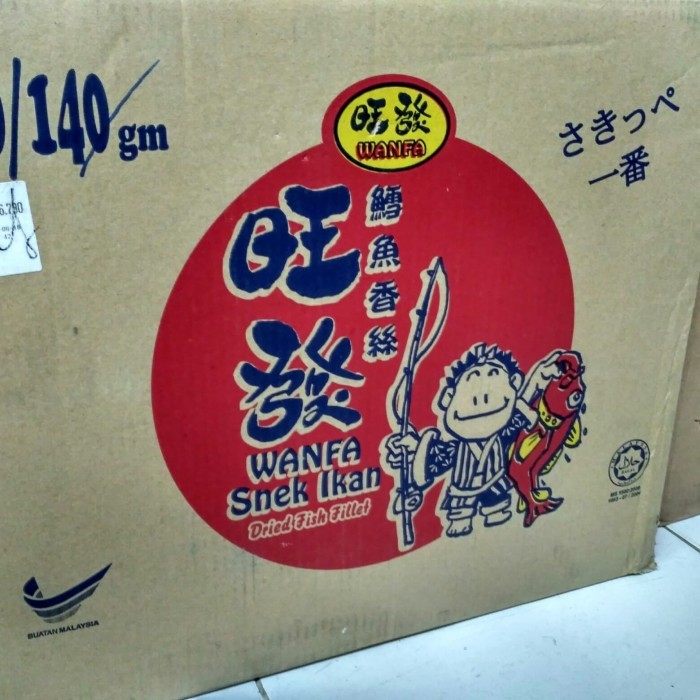 /140 gm
旺發
WANFA
さきっぺ
一番
旺發
鱈魚香絲
WANFA
Snek Ikan
Dried Fish Fillet
BUATAN MALAYSIA